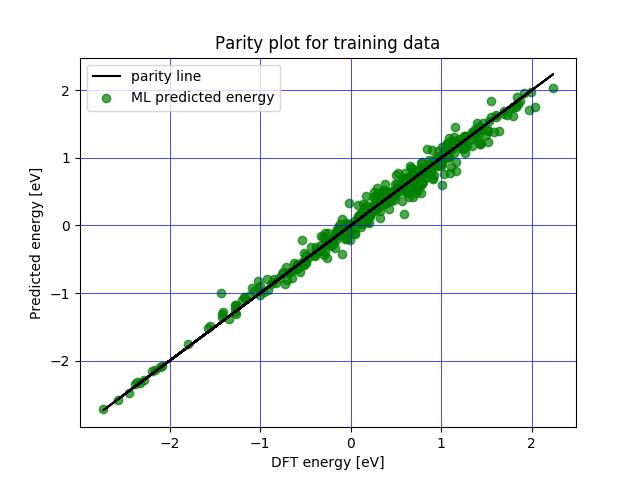 Parity plot for training data
parity line
ML predicted energy
2
1
0
−1
−2
Predicted energy [eV]
−2
−1
0
1
2
DFT energy [eV]